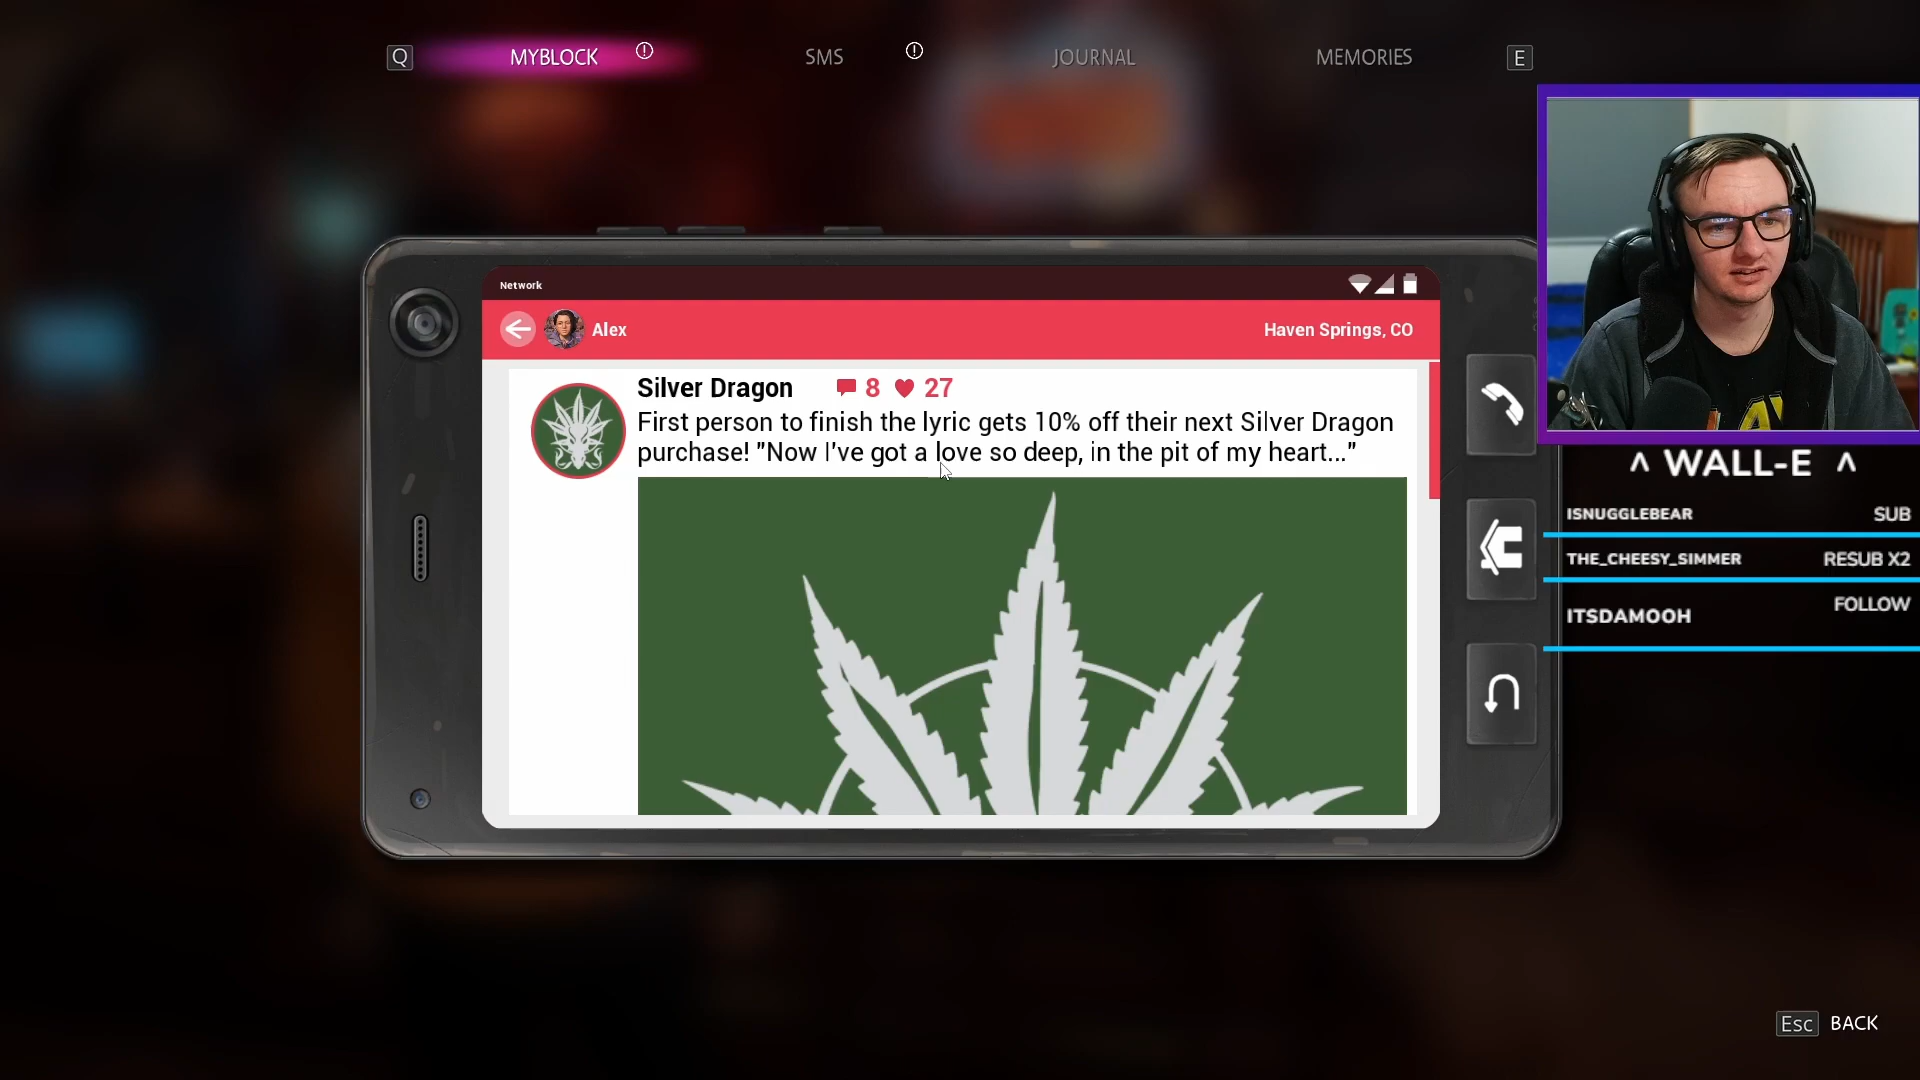 Q
MYBLOCK
SMS
JOURNAL
MEMORIES
E
Network
Alex
Haven Springs, CO
Silver Dragon 8 27
First person to finish the lyric gets 10% off their next Silver Dragon
purchase! "Now I've got a love so deep, in the pit of my heart..."
^ WALL-E ^
ISNUGGLEBEAR SUB
THE_CHEESY_SIMMER RESUB X2
ITSDAMOOH FOLLOW
Esc BACK